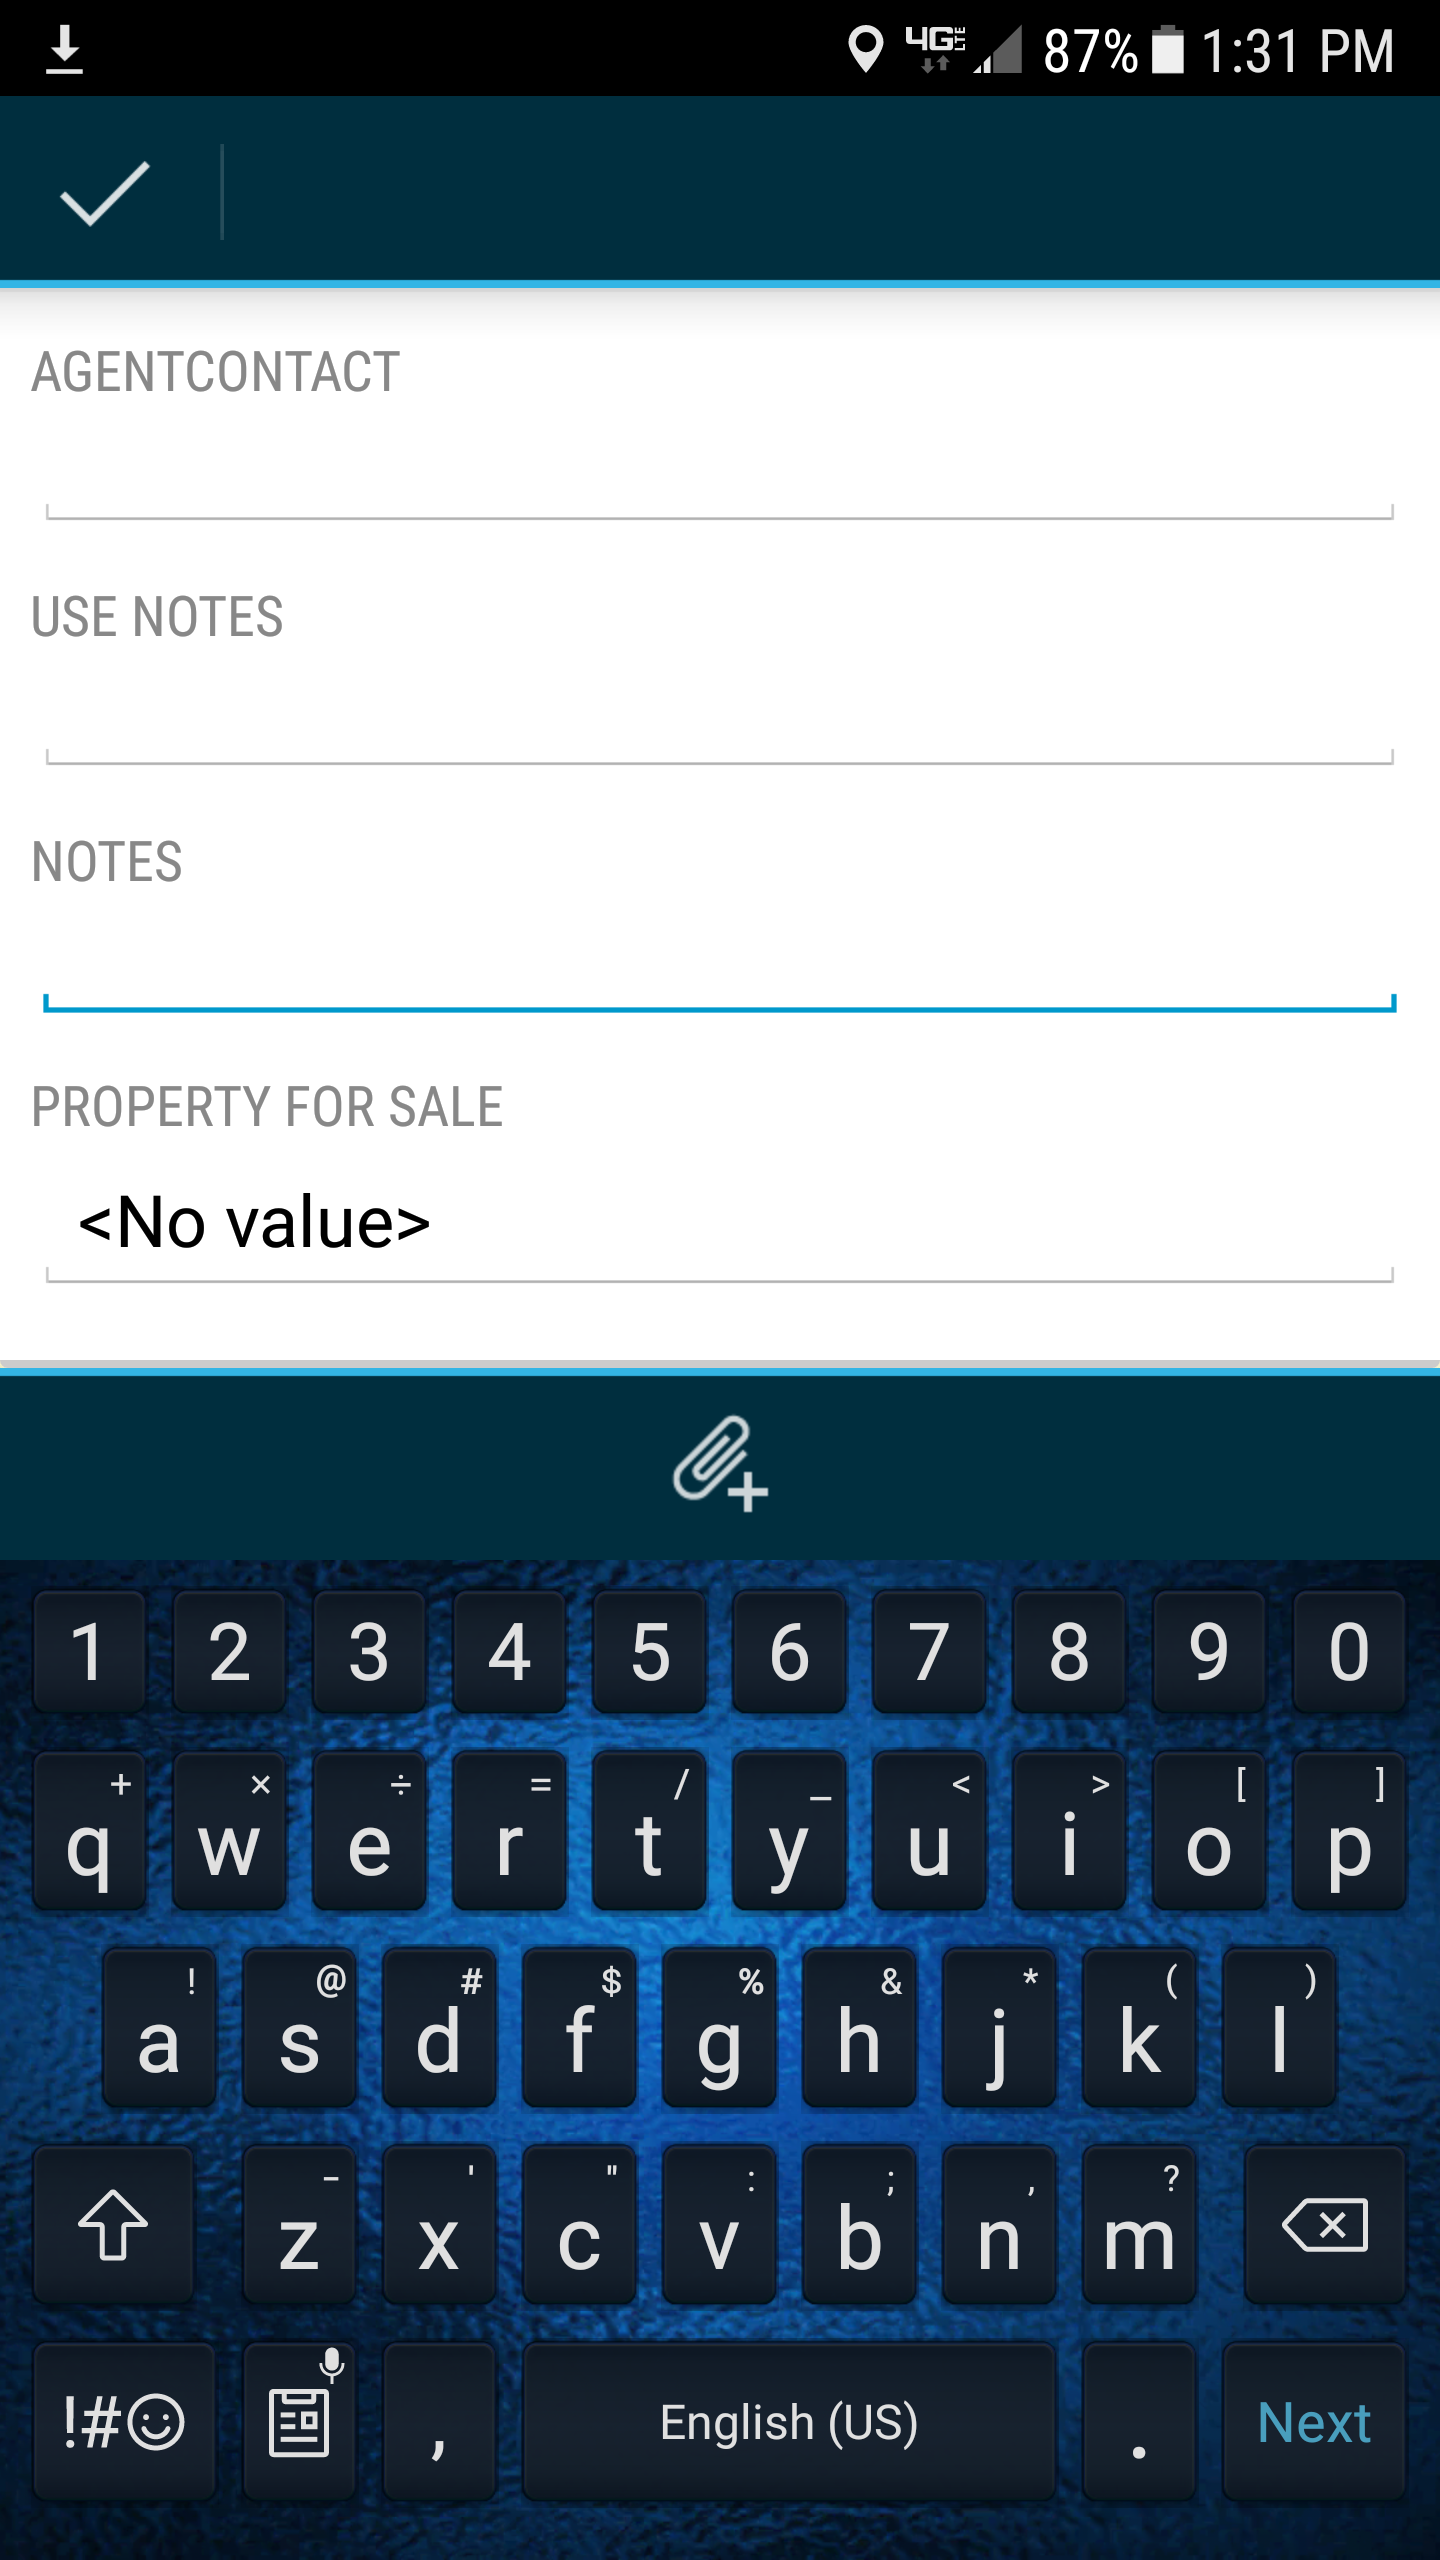 4G LTE 87% 1:31 PM
AGENTCONTACT
USE NOTES
NOTES
PROPERTY FOR SALE
<No value>
1 2 3 4 5 6 7 8 9 0
+ × ÷ = / _ < > [ ]
q w e r t y u i o p
! @ # $ % & * ( )
a s d f g h j k l
- ' " : ; , ?
z x c v b n m
!#☺ , English (US) . Next